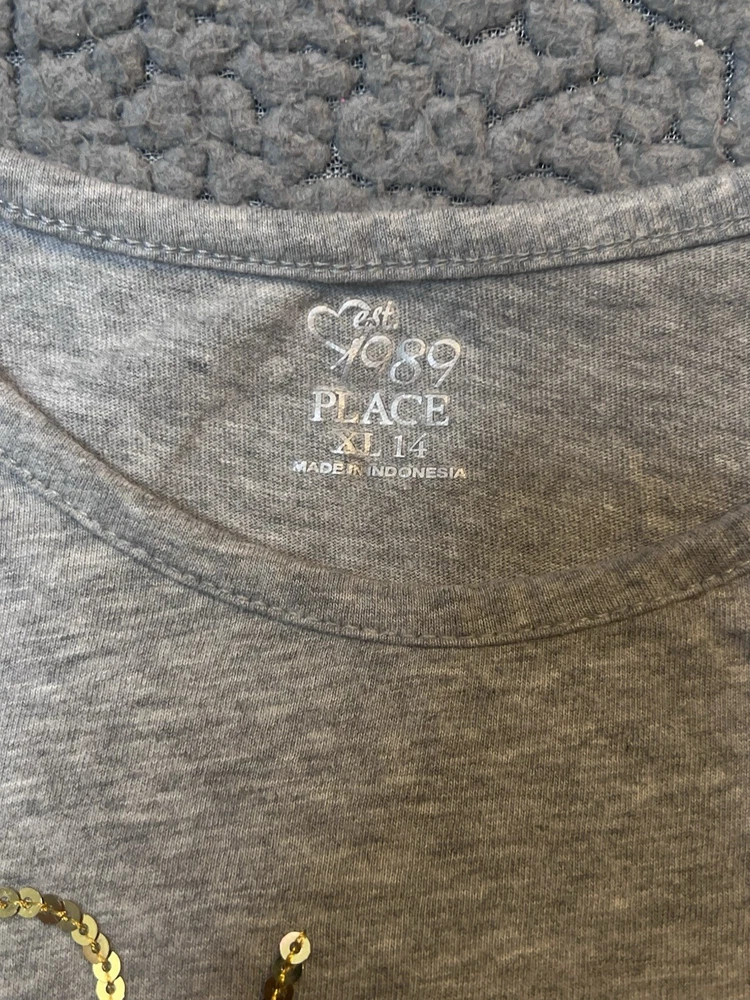 est.
1989
PLACE
XL 14
MADE IN INDONESIA